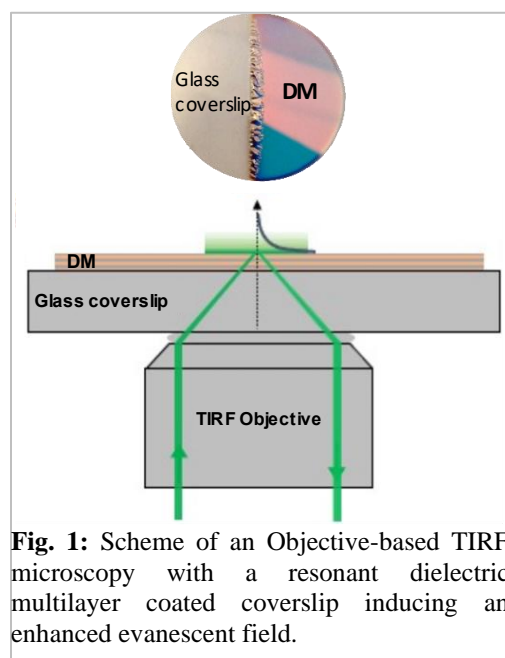 Glass
coverslip
DM
DM
Glass coverslip
TIRF Objective
Fig. 1: Scheme of an Objective-based TIRF
microscopy with a resonant dielectric
multilayer coated coverslip inducing an
enhanced evanescent field.